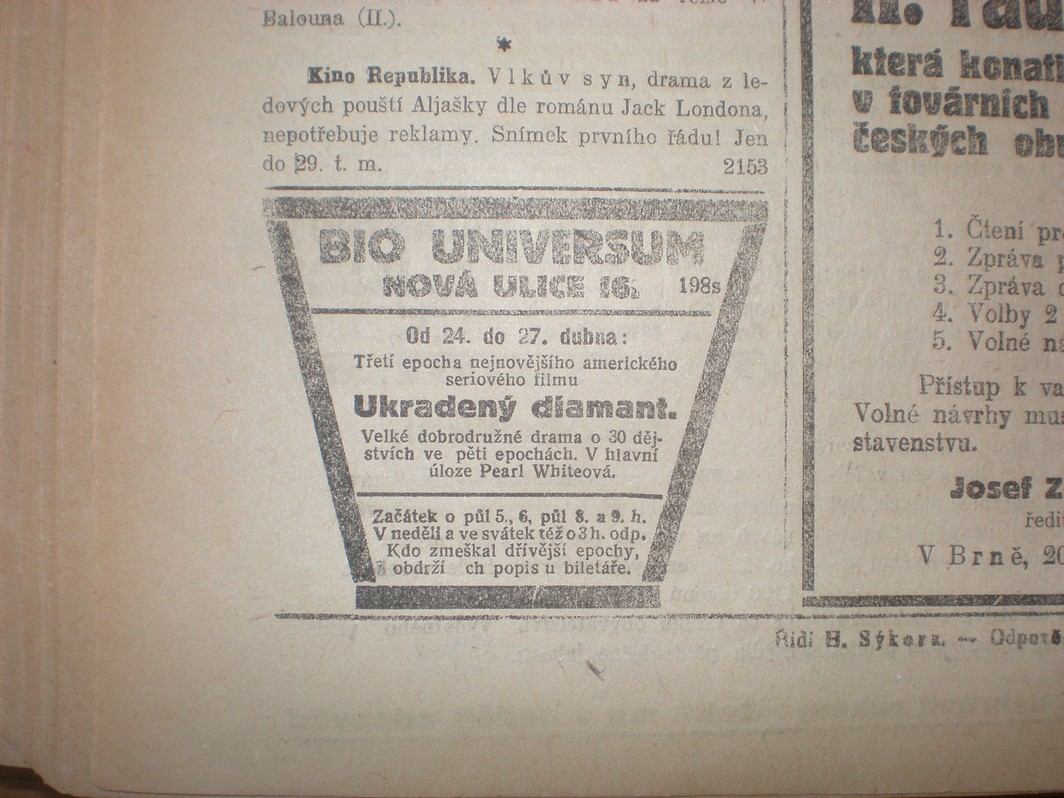 Balouna (II.).
*
Kino Republika. Vlkův syn, drama z le-
dových pouští Aljašky dle románu Jack Londona,
nepotřebuje reklamy. Snímek prvního řádu! Jen
do 29. t. m. 2153
BIO UNIVERSUM
NOVÁ ULICE 16. 198s
Od 24. do 27. dubna:
Třetí epocha nejnovějšího amerického
seriového filmu
Ukradený diamant.
Velké dobrodružné drama o 30 děj-
stvích ve pěti epochách. V hlavní
úloze Pearl Whiteová.
Začátek o půl 5., 6, půl 8. a 9. h.
V neděli a ve svátek též o 3 h. odp.
Kdo zmeškal dřívější epochy,
obdrží ch popis u biletáře.
která konat
v továrních
českých
1. Čtení
2. Zpráva
3. Zpráva
4. Volby 2
5. Volné
Přístup k
Volné návrhy
stavenstvu.
Josef Z
V Brně, 20
Řídí H. Sýkora. — Odpově